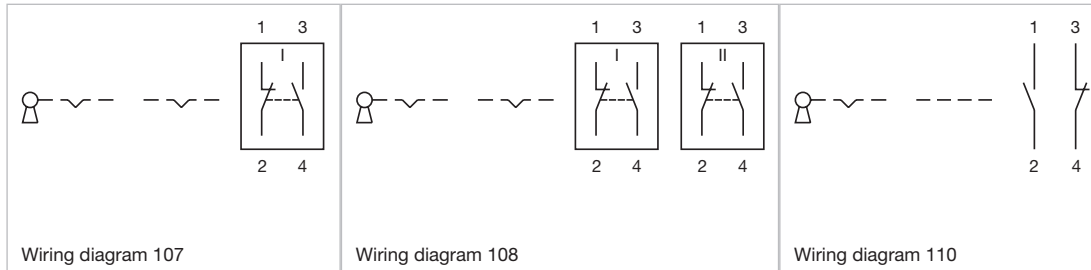 1 3
I
2 4
Wiring diagram 107
1 3 1 3
I II
2 4 2 4
Wiring diagram 108
1 3
2 4
Wiring diagram 110